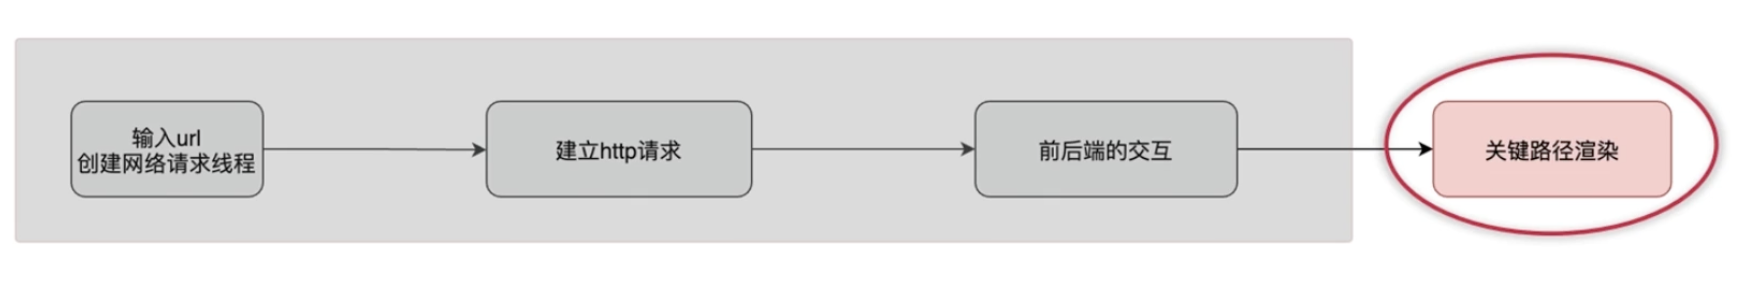 输入url
创建网络请求线程
建立http请求
前后端的交互
关键路径渲染